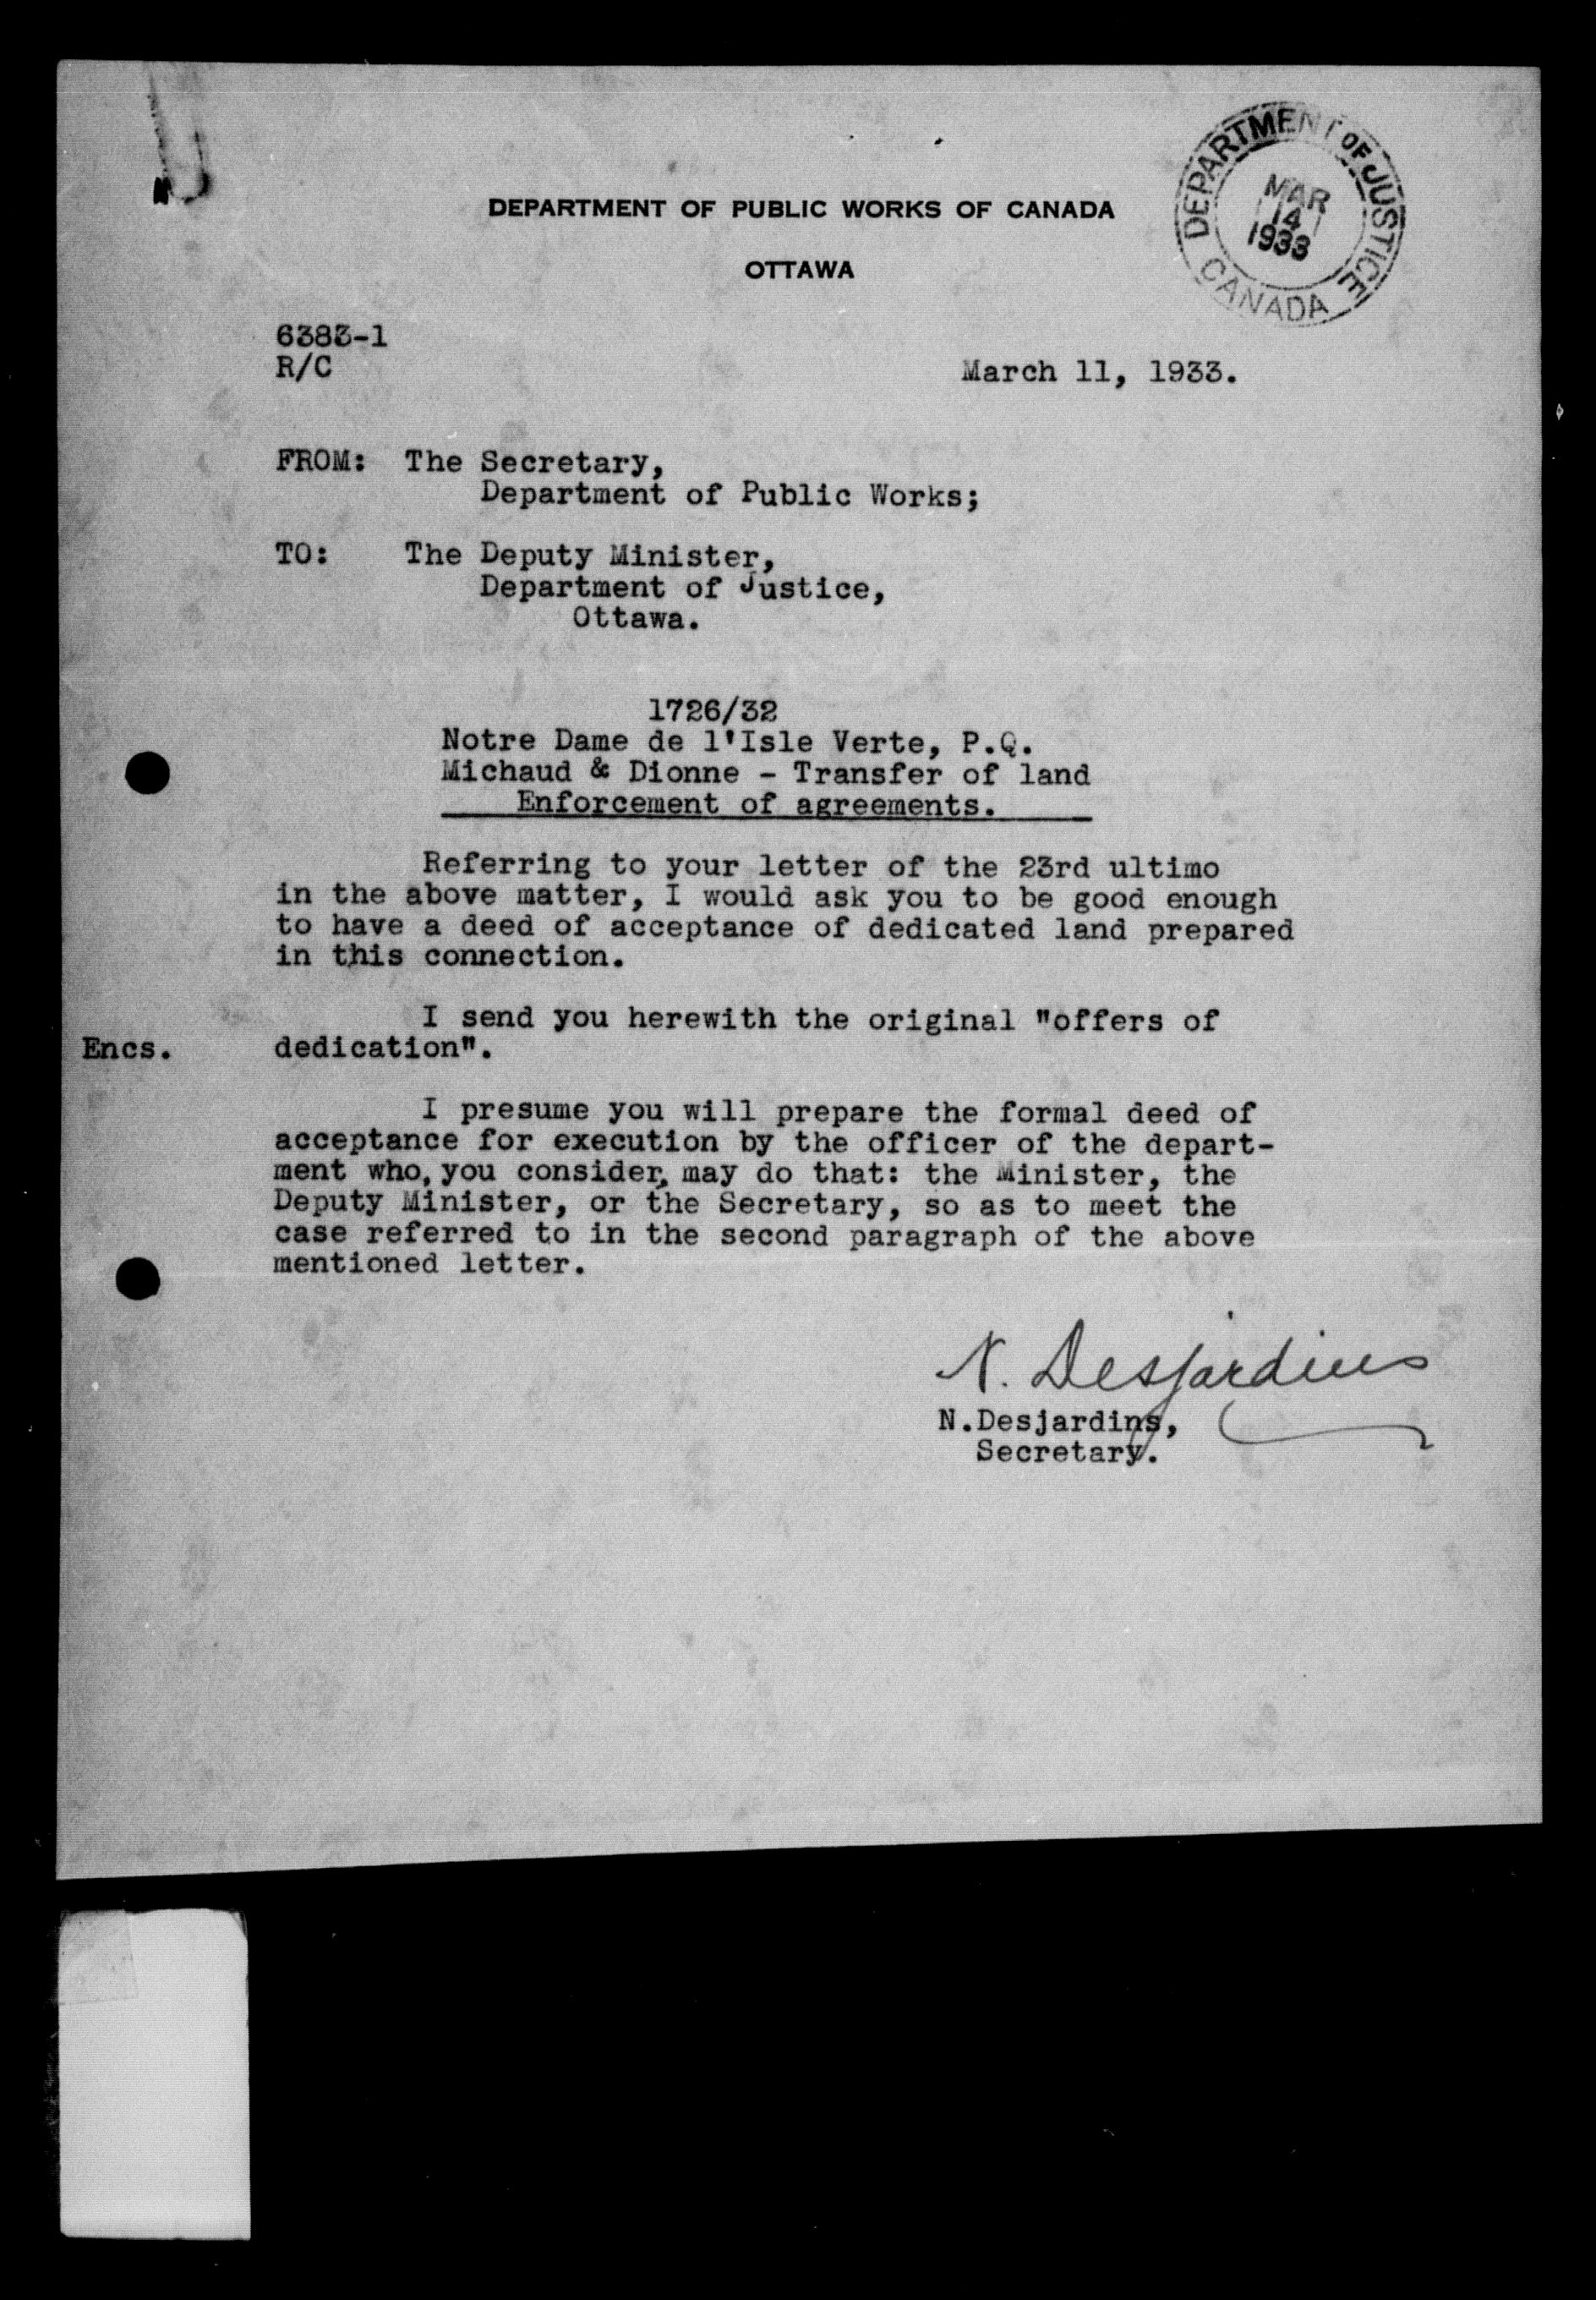 DEPARTMENT OF PUBLIC WORKS OF CANADA
OTTAWA
DEPARTMENT OF JUSTICE
MAR
14
1933
CANADA
6383-1
R/C
March 11, 1933.
FROM: The Secretary,
Department of Public Works;
TO: The Deputy Minister,
Department of Justice,
Ottawa.
1726/32
Notre Dame de l'Isle Verte, P.Q.
Michaud & Dionne - Transfer of land
Enforcement of agreements.
Referring to your letter of the 23rd ultimo
in the above matter, I would ask you to be good enough
to have a deed of acceptance of dedicated land prepared
in this connection.
I send you herewith the original "offers of
Encs. dedication".
I presume you will prepare the formal deed of
acceptance for execution by the officer of the depart-
ment who, you consider, may do that: the Minister, the
Deputy Minister, or the Secretary, so as to meet the
case referred to in the second paragraph of the above
mentioned letter.
N. Desjardins
N.Desjardins,
Secretary.